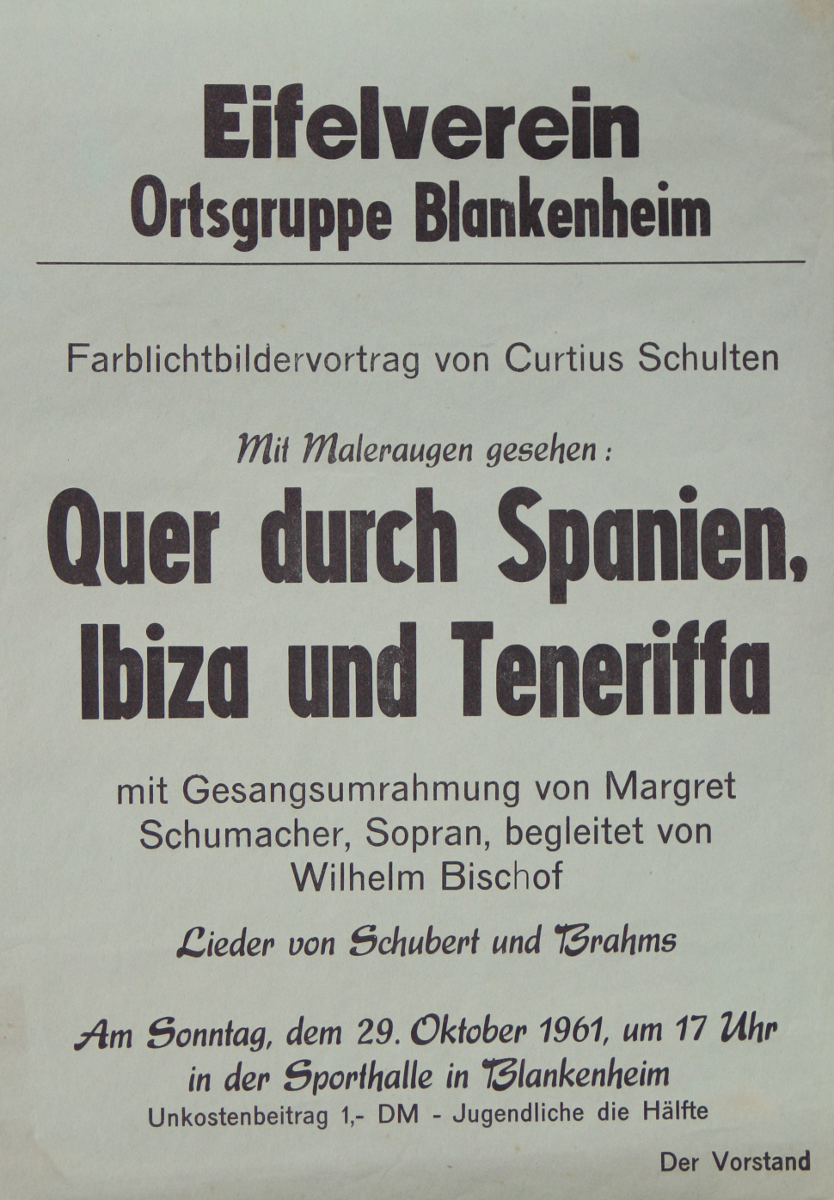 Eifelverein
Ortsgruppe Blankenheim
Farblichtbildervortrag von Curtius Schulten
Mit Maleraugen gesehen:
Quer durch Spanien,
Ibiza und Teneriffa
mit Gesangsumrahmung von Margret
Schumacher, Sopran, begleitet von
Wilhelm Bischof
Lieder von Schubert und Brahms
Am Sonntag, dem 29. Oktober 1961, um 17 Uhr
in der Sporthalle in Blankenheim
Unkostenbeitrag 1,- DM - Jugendliche die Hälfte
Der Vorstand